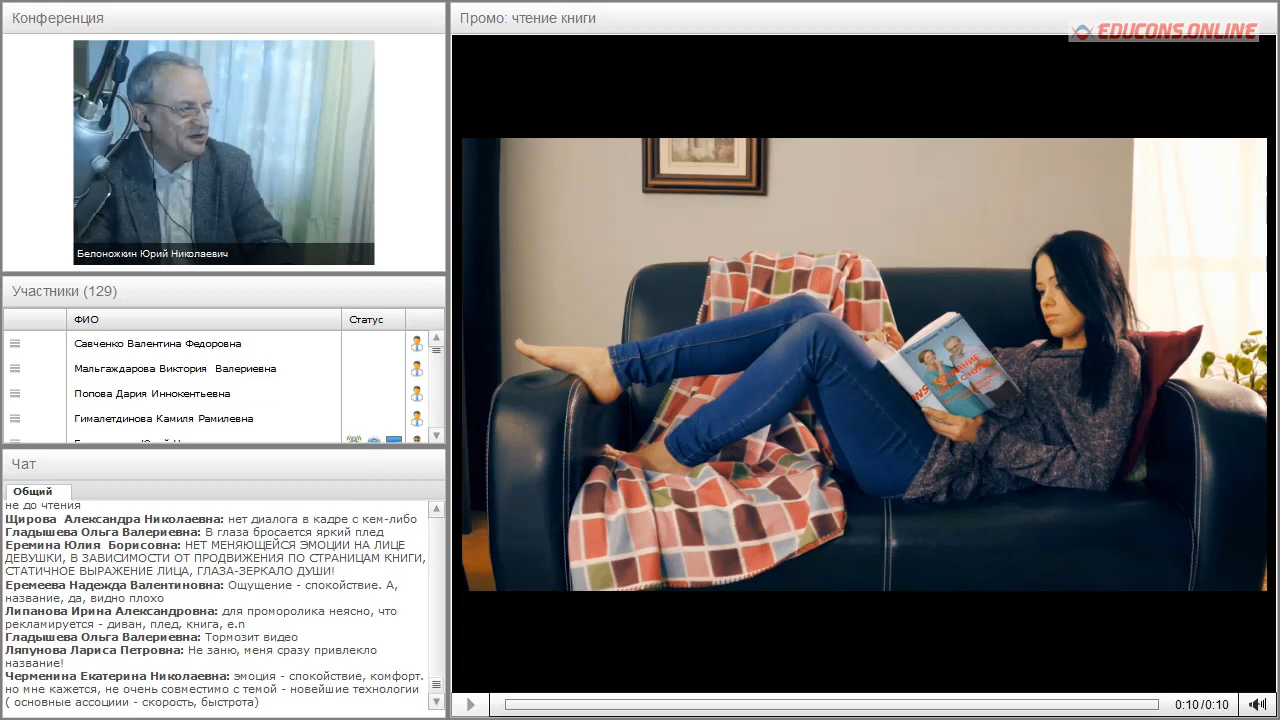 Конференция
Белоножкин Юрий Николаевич
Участники (129)
ФИО
Статус
Савченко Валентина Федоровна
Мальгаждарова Виктория Валериевна
Попова Дария Иннокентьевна
Гималетдинова Камиля Рамилевна
Чат
Общий
не до чтения
Щирова Александра Николаевна: нет диалога в кадре с кем-либо
Гладышева Ольга Валериевна: В глаза бросается яркий плед
Еремина Юлия Борисовна: НЕТ МЕНЯЮЩЕЙСЯ ЭМОЦИИ НА ЛИЦЕ
ДЕВУШКИ, В ЗАВИСИМОСТИ ОТ ПРОДВИЖЕНИЯ ПО СТРАНИЦАМ КНИГИ,
СТАТИЧНОЕ ВЫРАЖЕНИЕ ЛИЦА, ГЛАЗА-ЗЕРКАЛО ДУШИ!
Еремеева Надежда Валентиновна: Ощущение - спокойствие. А,
название, да, видно плохо
Липанова Ирина Александровна: для проморолика неясно, что
рекламируется - диван, плед, книга, e.n
Гладышева Ольга Валериевна: Тормозит видео
Ляпунова Лариса Петровна: Не заню, меня сразу привлекло
название!
Черменина Екатерина Николаевна: эмоция - спокойствие, комфорт.
но мне кажется, не очень совместимо с темой - новейшие технологии
( основные ассоциии - скорость, быстрота)
Промо: чтение книги
EDUCONS.ONLINE
0:10/0:10